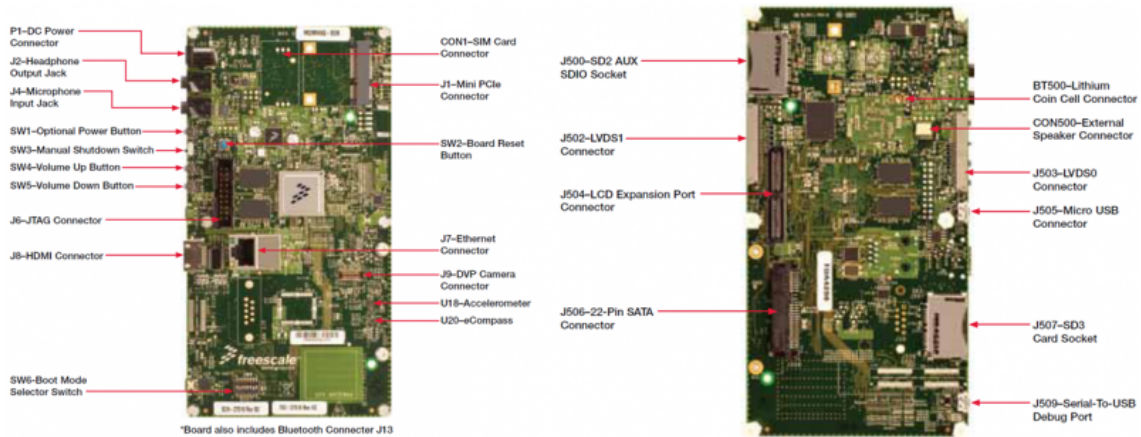 P1–DC Power
Connector
J2–Headphone
Output Jack
J4–Microphone
Input Jack
SW1–Optional Power Button
SW3–Manual Shutdown Switch
SW4–Volume Up Button
SW5–Volume Down Button
J6–JTAG Connector
J8–HDMI Connector
SW6-Boot Mode
Selector Switch
CON1–SIM Card
Connector
J1–Mini PCIe
Connector
SW2–Board Reset
Button
J7–Ethernet
Connector
J9–DVP Camera
Connector
U18–Accelerometer
U20–eCompass
freescale
*Board also includes Bluetooth Connecter J13
J500–SD2 AUX
SDIO Socket
J502–LVDS1
Connector
J504–LCD Expansion Port
Connector
J506–22-Pin SATA
Connector
BT500–Lithium
Coin Cell Connector
CON500–External
Speaker Connector
J503–LVDS0
Connector
J505–Micro USB
Connector
J507–SD3
Card Socket
J509–Serial-To-USB
Debug Port